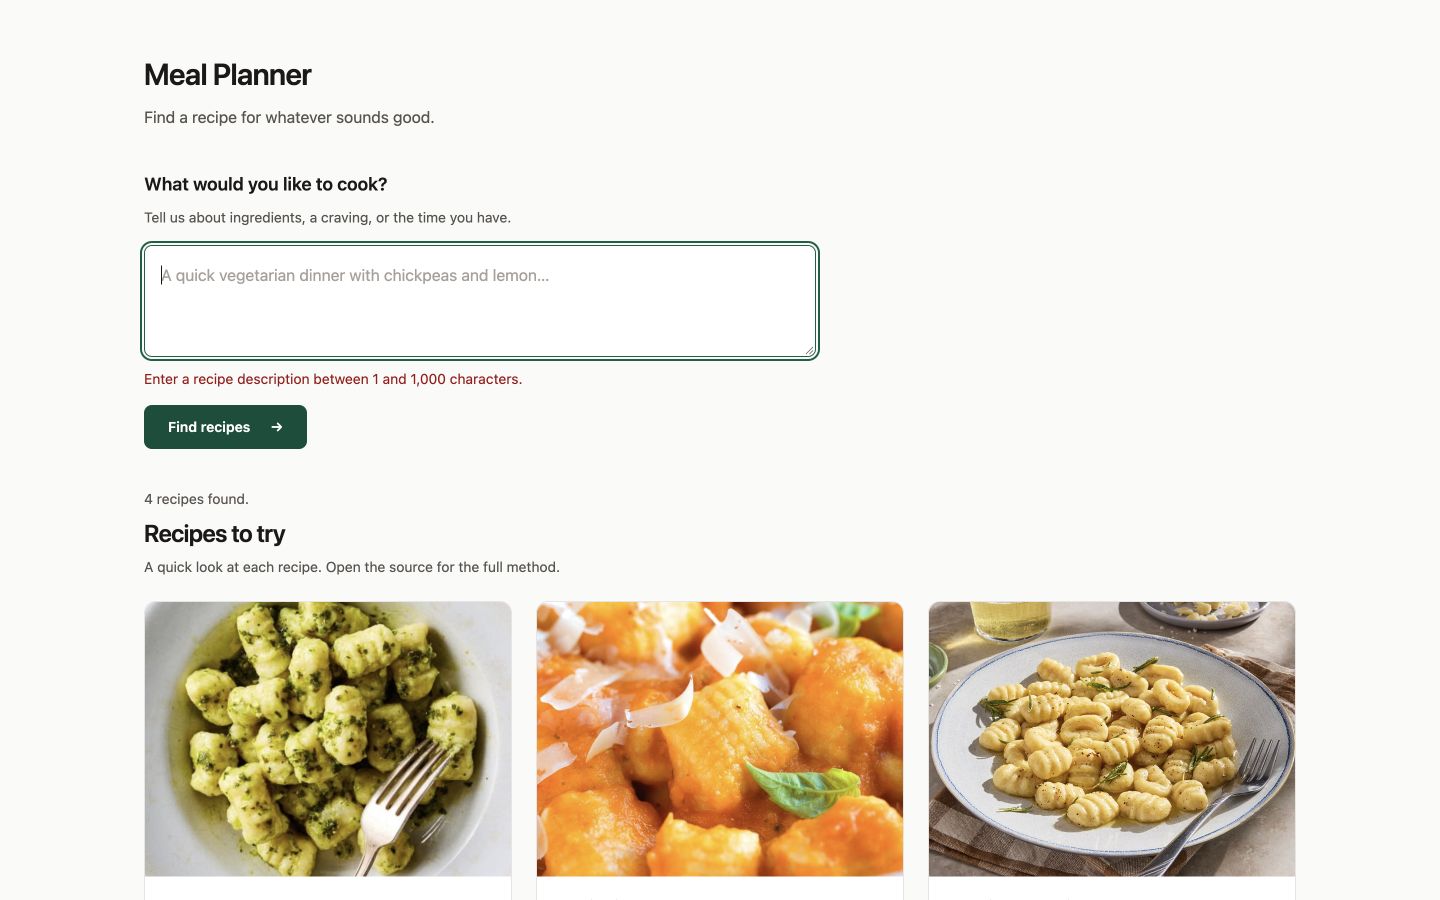 Meal Planner
Find a recipe for whatever sounds good.
What would you like to cook?
Tell us about ingredients, a craving, or the time you have.
A quick vegetarian dinner with chickpeas and lemon...
Enter a recipe description between 1 and 1,000 characters.
Find recipes →
4 recipes found.
Recipes to try
A quick look at each recipe. Open the source for the full method.